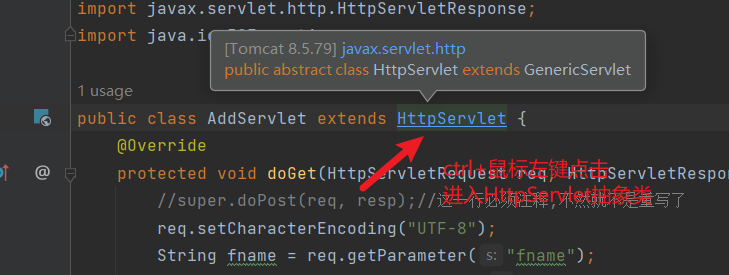 import javax.servlet.http.HttpServletResponse;
import java.io.
[Tomcat 8.5.79] javax.servlet.http
public abstract class HttpServlet extends GenericServlet
1 usage
public class AddServlet extends HttpServlet {
@Override
protected void doGet(HttpServletRequest req, HttpServletRespon
ctrl+鼠标左键点击
进入HttpServlet抽象类
//super.doPost(req, resp);//这一行必须注释,不然就不是重写了
req.setCharacterEncoding("UTF-8");
String fname = req.getParameter( s: "fname");